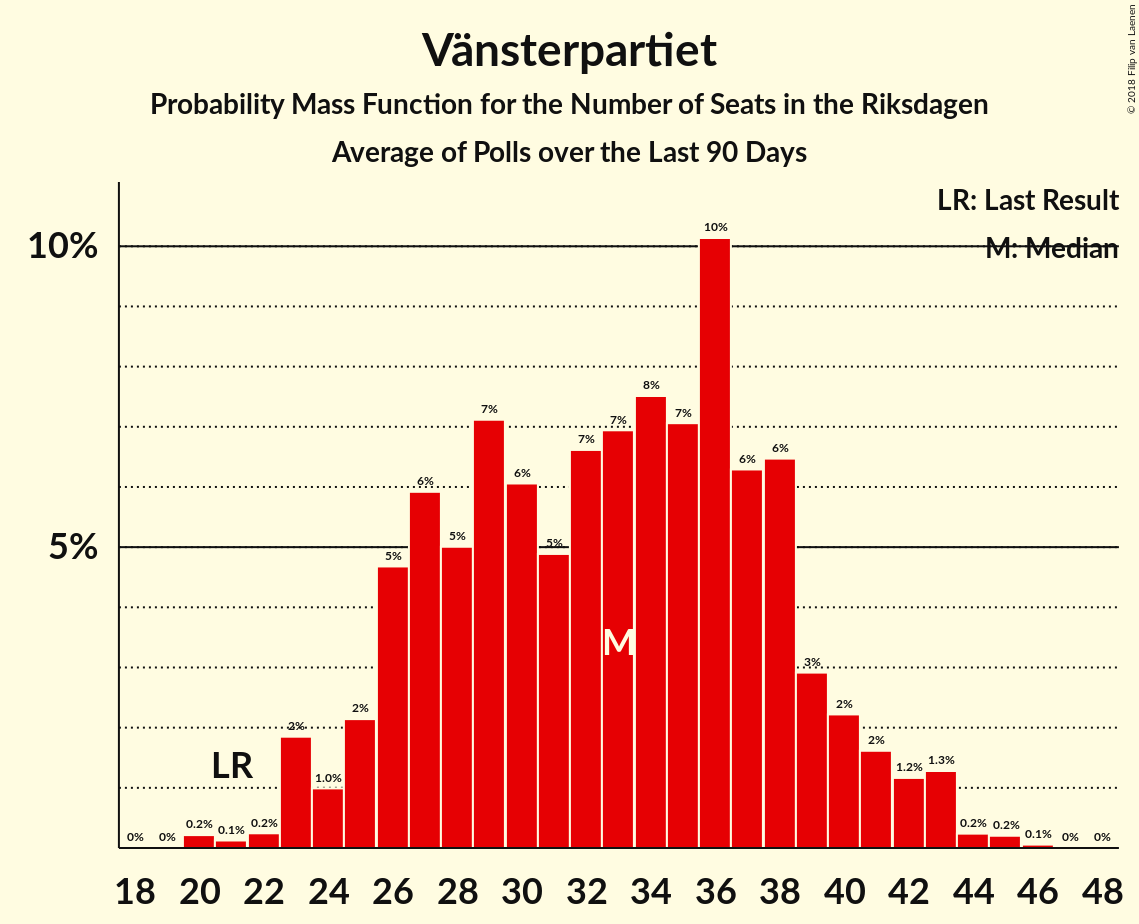 Vänsterpartiet
Probability Mass Function for the Number of Seats in the Riksdagen
Average of Polls over the Last 90 Days
© 2018 Filip van Laenen
LR: Last Result
M: Median
10%
5%
0% 0% 0.2% 0.1% 0.2% 2% 1.0% 2% 5% 6% 5% 7% 6% 5% 7% 7% 8% 7% 10% 6% 6% 3% 2% 2% 1.2% 1.3% 0.2% 0.2% 0.1% 0% 0%
LR
M
18 20 22 24 26 28 30 32 34 36 38 40 42 44 46 48